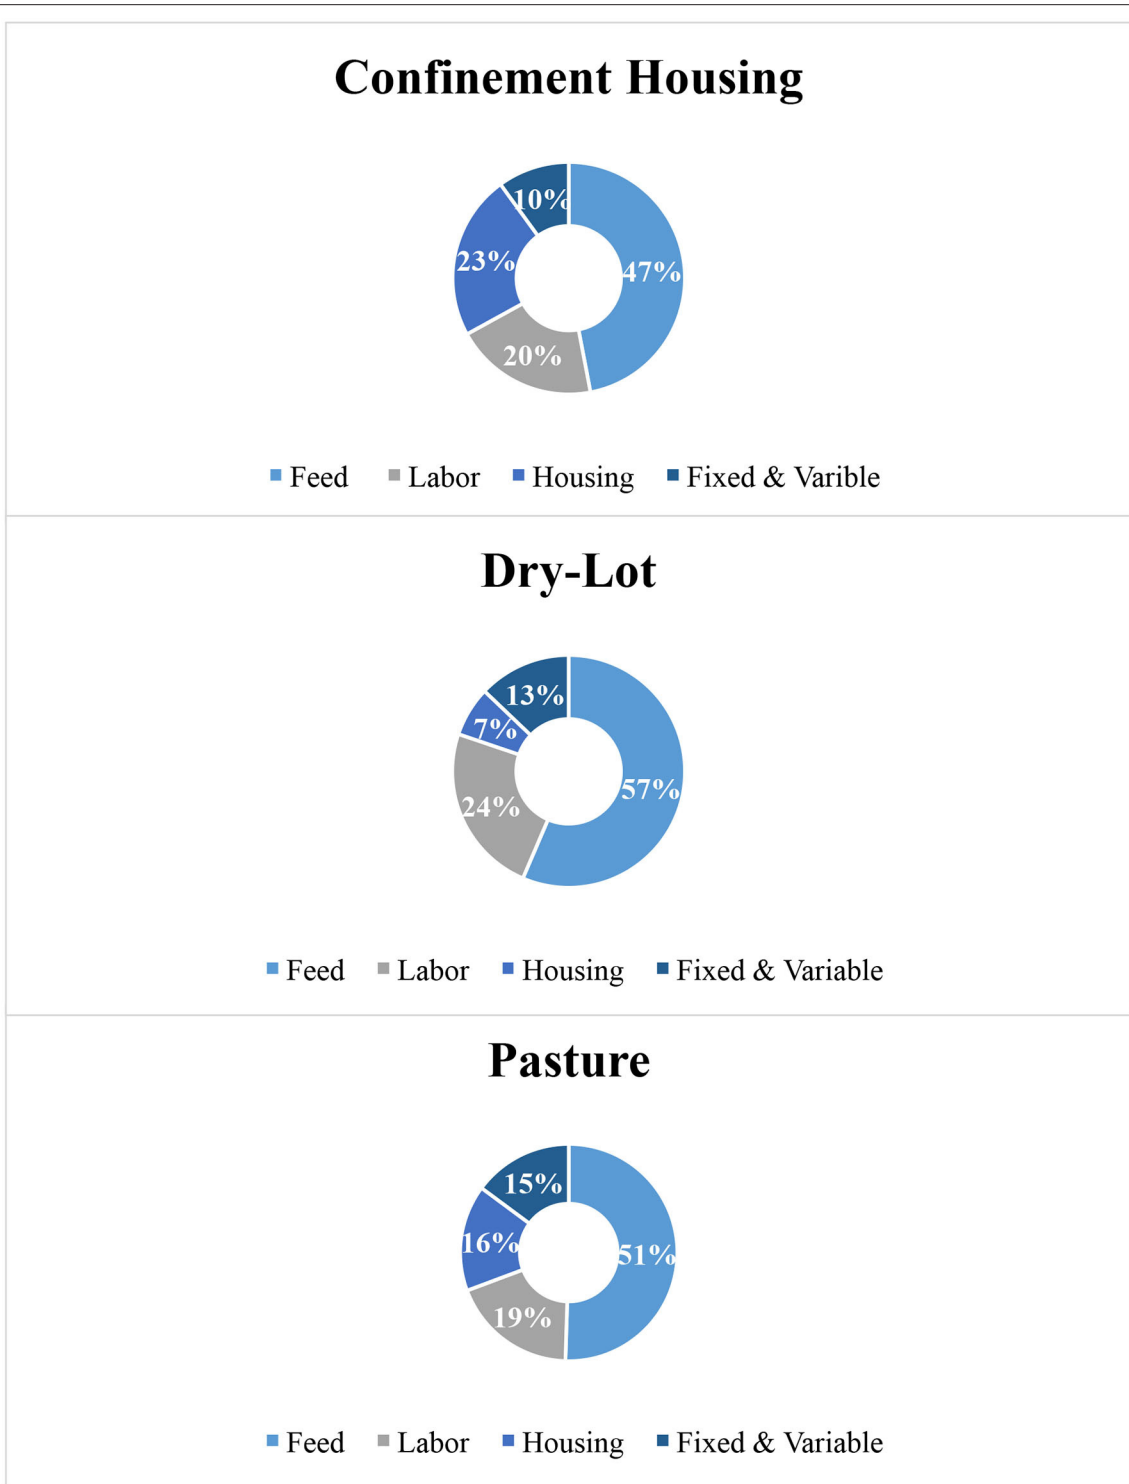 Confinement Housing
10%
23%
47%
20%
Feed Labor Housing Fixed & Varible
Dry-Lot
13%
7%
57%
24%
Feed Labor Housing Fixed & Variable
Pasture
15%
16%
51%
19%
Feed Labor Housing Fixed & Variable